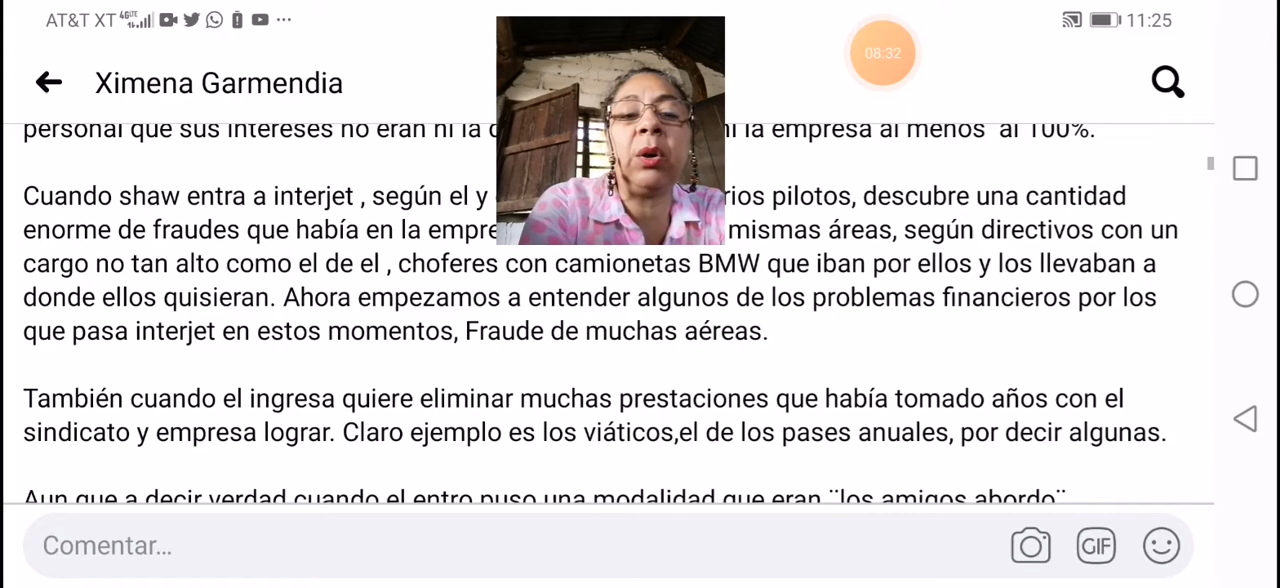 AT&T XT 4G LTE ... 11:25
08:32
Ximena Garmendia
personal que sus intereses no eran ni la ni la empresa al menos al 100%.
Cuando shaw entra a interjet , según el y rios pilotos, descubre una cantidad
enorme de fraudes que había en la empre mismas áreas, según directivos con un
cargo no tan alto como el de el , choferes con camionetas BMW que iban por ellos y los llevaban a
donde ellos quisieran. Ahora empezamos a entender algunos de los problemas financieros por los
que pasa interjet en estos momentos, Fraude de muchas aéreas.
También cuando el ingresa quiere eliminar muchas prestaciones que había tomado años con el
sindicato y empresa lograr. Claro ejemplo es los viáticos,el de los pases anuales, por decir algunas.
Aun que a decir verdad cuando el entro puso una modalidad que eran ¨los amigos abordo¨
Comentar...
GIF